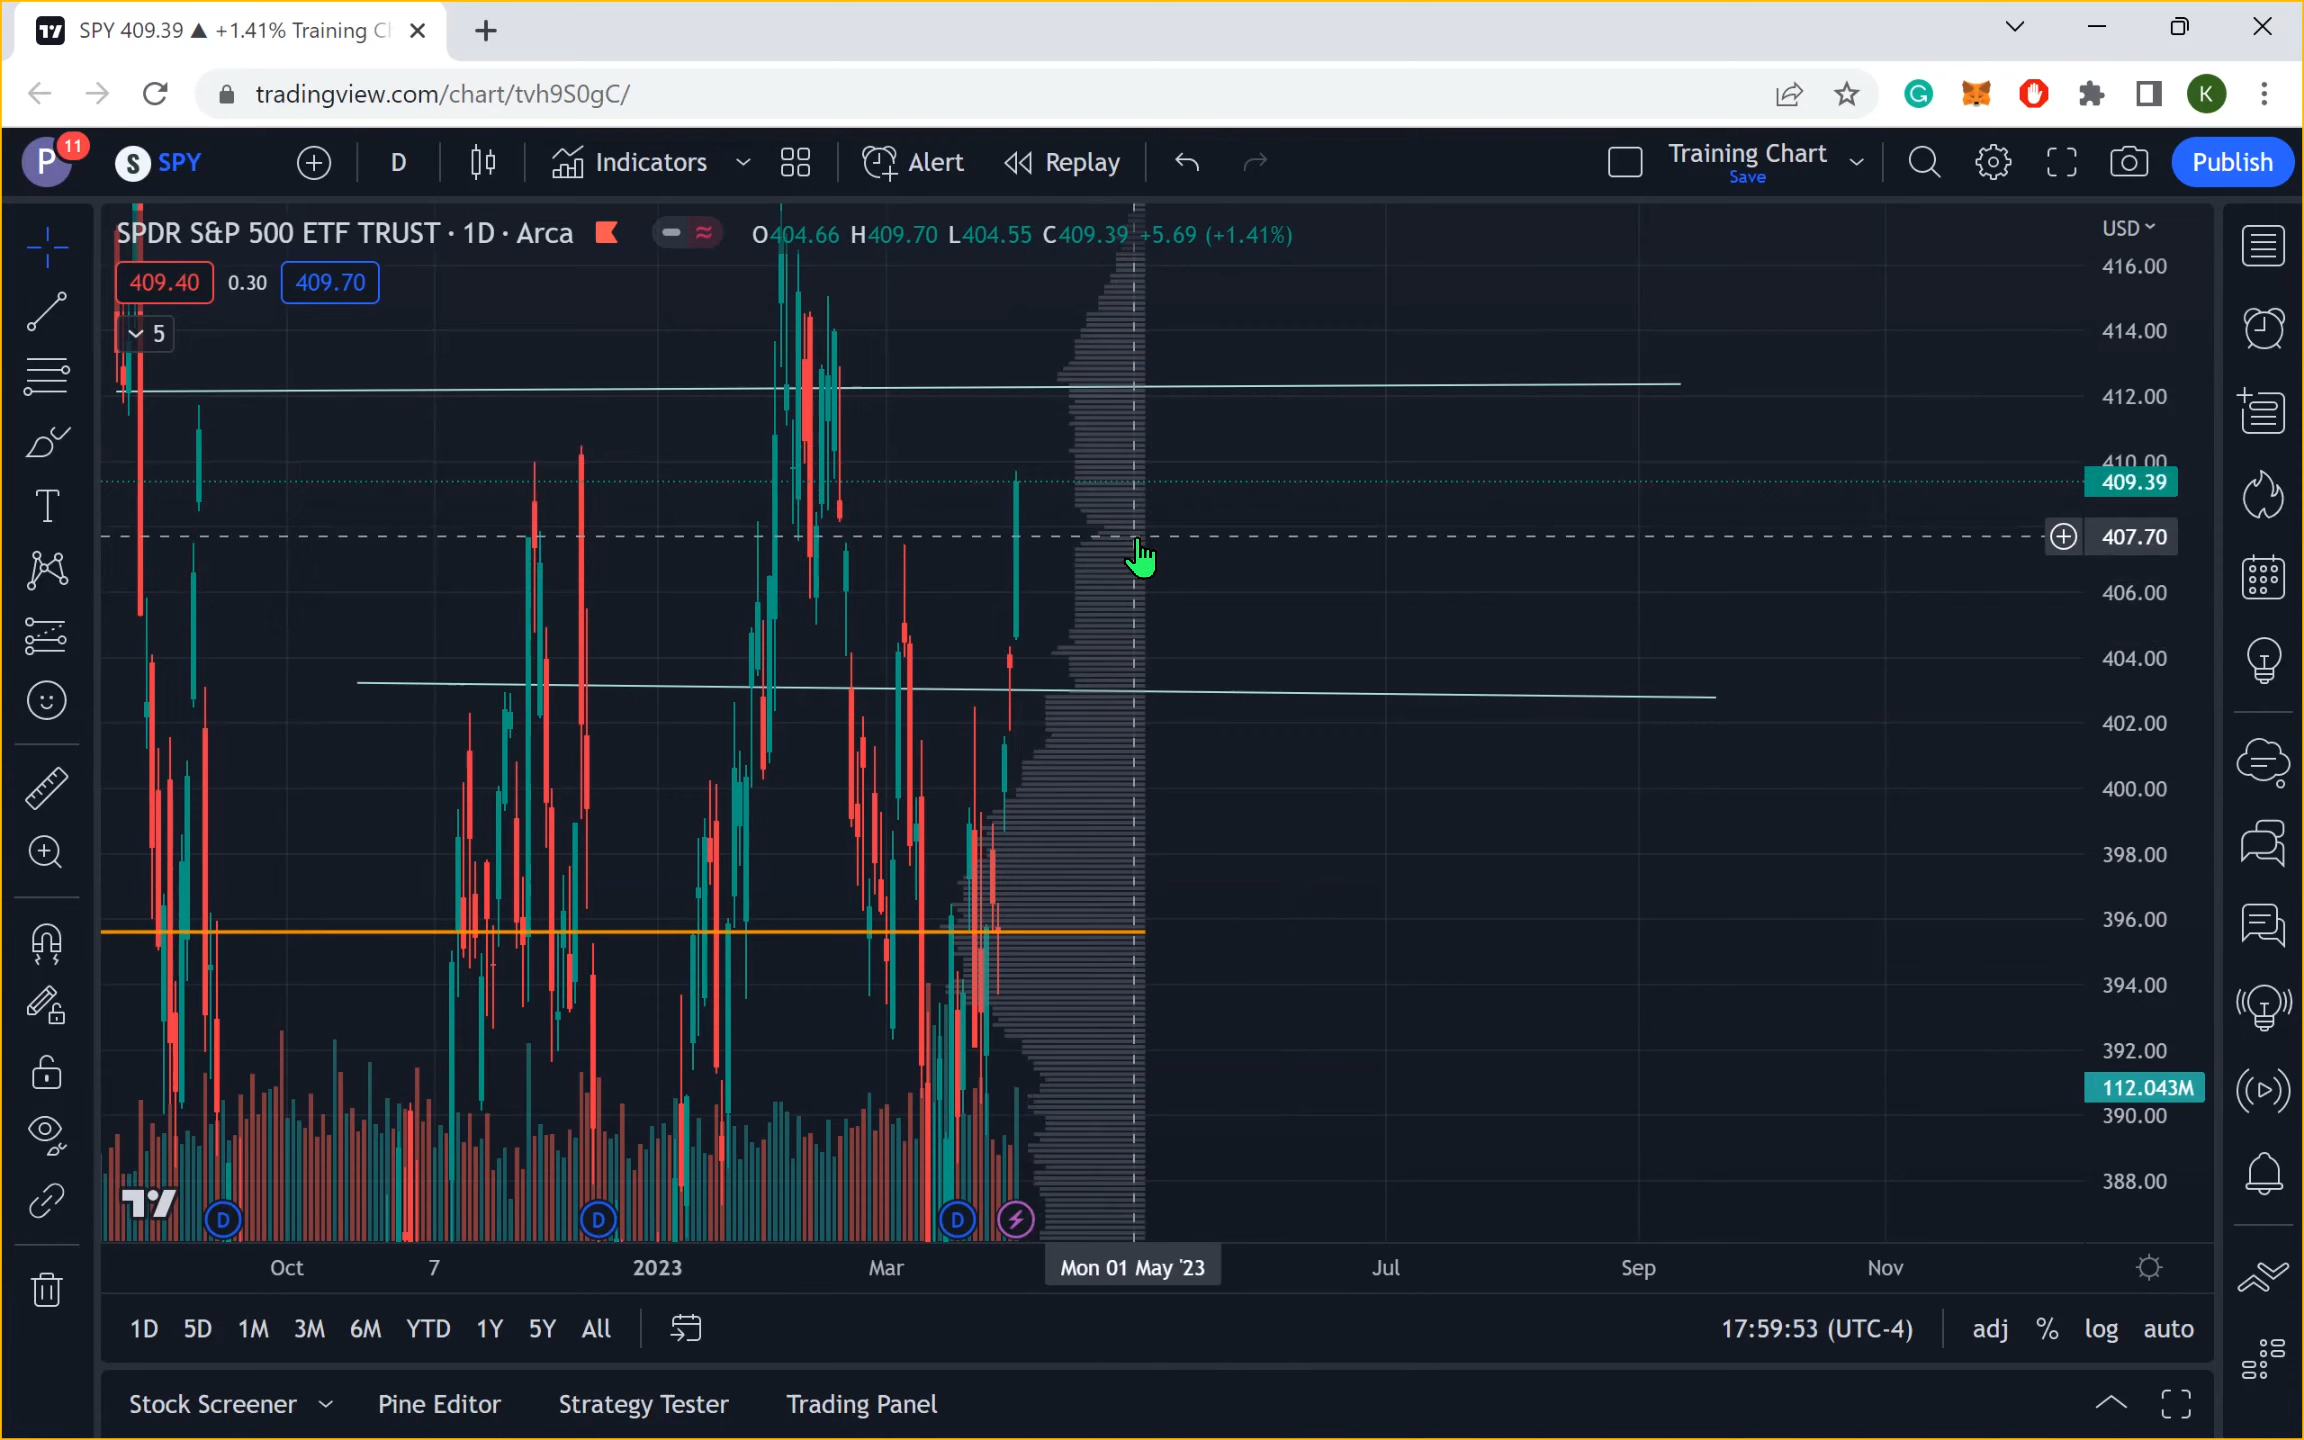 SPY 409.39 ▲ +1.41% Training Cl
tradingview.com/chart/tvh9S0gC/
K
P
11
S
SPY
D
Indicators
Alert
Replay
Training Chart
Save
Publish
SPDR S&P 500 ETF TRUST · 1D · Arca
O404.66 H409.70 L404.55 C409.39 +5.69 (+1.41%)
USD
409.40
0.30
409.70
5
416.00
414.00
412.00
410.00
409.39
407.70
406.00
404.00
402.00
400.00
398.00
396.00
394.00
392.00
112.043M
390.00
388.00
D
D
D
Oct
7
2023
Mar
Mon 01 May '23
Jul
Sep
Nov
1D 5D 1M 3M 6M YTD 1Y 5Y All
17:59:53 (UTC-4)
adj % log auto
Stock Screener
Pine Editor
Strategy Tester
Trading Panel